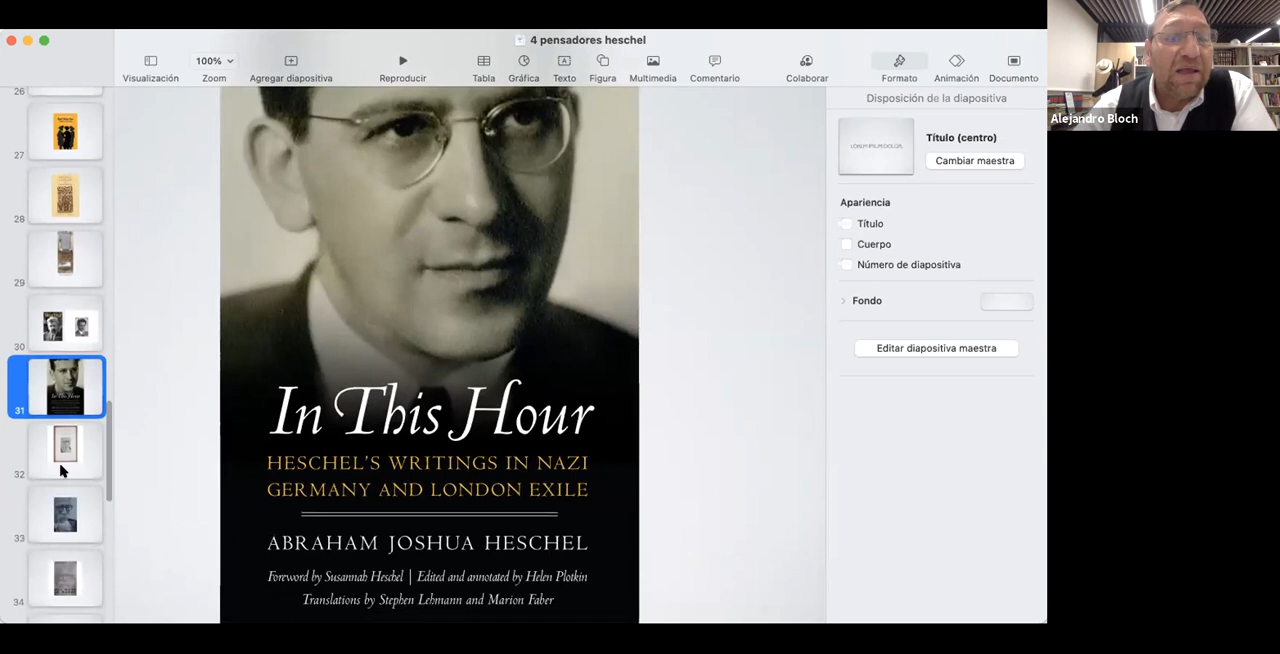 4 pensadores heschel
100%
Visualización
Zoom
Agregar diapositiva
Reproducir
Tabla
Gráfica
Texto
Figura
Multimedia
Comentario
Colaborar
Formato
Animación
Documento
26
27
28
29
30
31
32
33
34
In This Hour
HESCHEL'S WRITINGS IN NAZI
GERMANY AND LONDON EXILE
ABRAHAM JOSHUA HESCHEL
Foreword by Susannah Heschel | Edited and annotated by Helen Plotkin
Translations by Stephen Lehmann and Marion Faber
Disposición de la diapositiva
LOREM IPSUM DOLOR
Título (centro)
Cambiar maestra
Apariencia
Título
Cuerpo
Número de diapositiva
Fondo
Editar diapositiva maestra
Alejandro Bloch